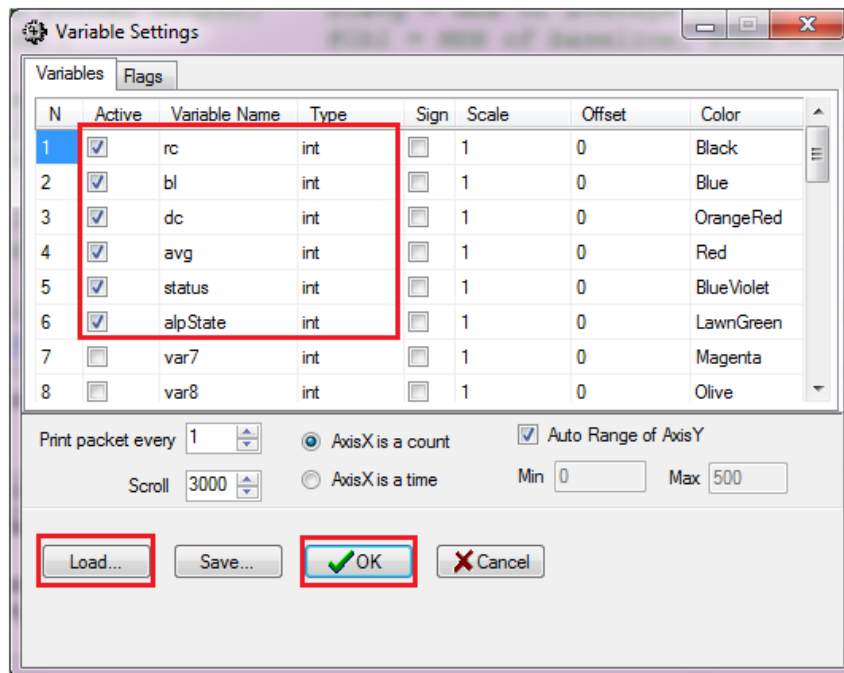 Variable Settings
Variables Flags
N Active Variable Name Type Sign Scale Offset Color
1 rc int 1 0 Black
2 bl int 1 0 Blue
3 dc int 1 0 OrangeRed
4 avg int 1 0 Red
5 status int 1 0 BlueViolet
6 alpState int 1 0 LawnGreen
7 var7 int 1 0 Magenta
8 var8 int 1 0 Olive
Print packet every 1 AxisX is a count Auto Range of AxisY
Scroll 3000 AxisX is a time Min 0 Max 500
Load... Save... OK Cancel